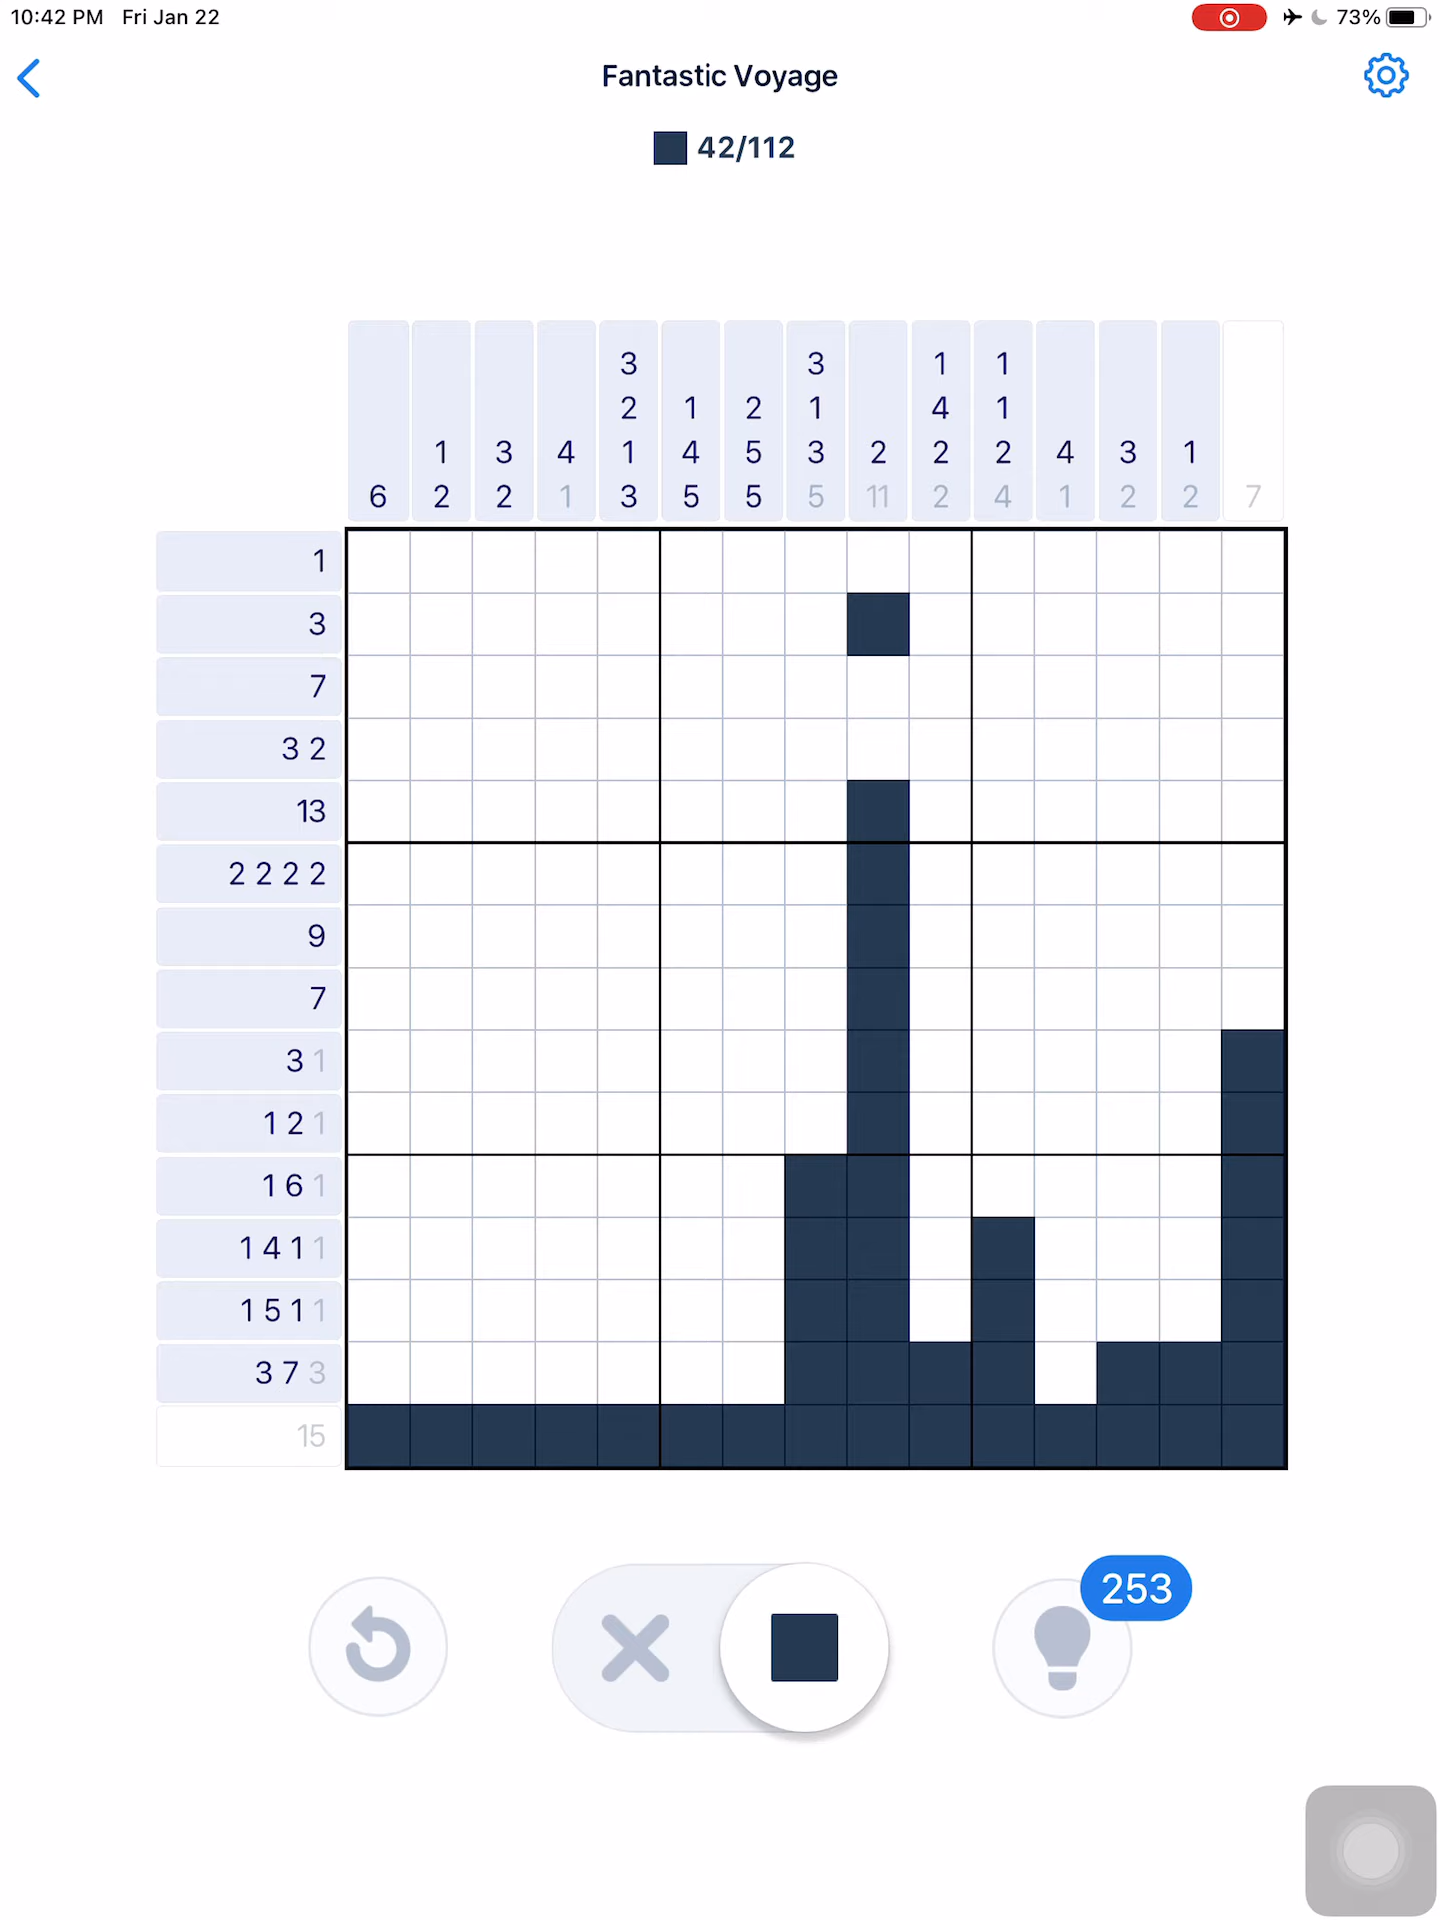 10:42 PM Fri Jan 22 73%
Fantastic Voyage
42/112
3 3 1 1
2 1 2 1 4 1
1 3 4 1 4 5 1 2 2 2 4 3 1
6 2 2 1 3 5 5 5 11 2 4 1 2 2 7
1
3
7
3 2
13
2 2 2 2
9
7
3 1
1 2 1
1 6 1
1 4 1 1
1 5 1 1
3 7 3
15
253